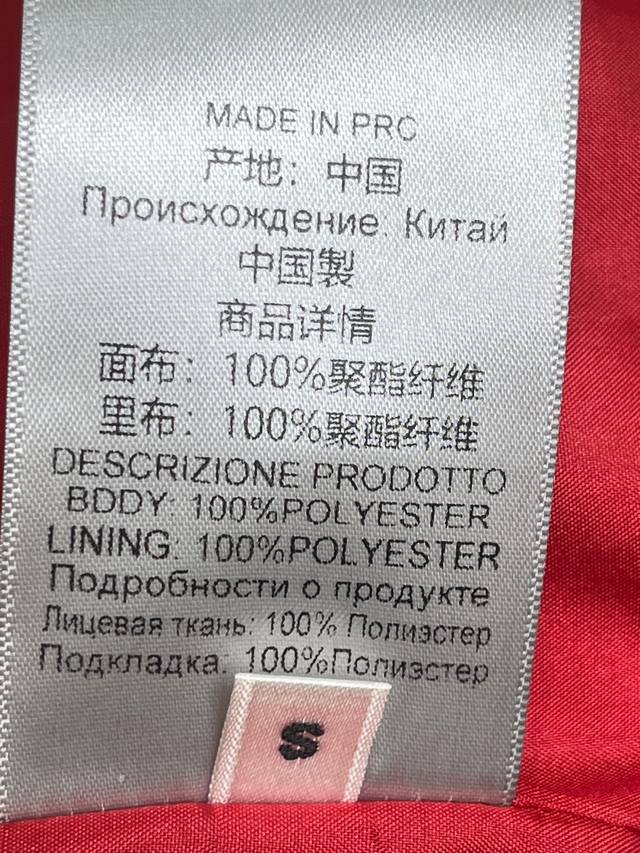 MADE IN PRC
产地：中国
Происхождение: Китай
中国製
商品详情
面布：100%聚酯纤维
里布：100%聚酯纤维
DESCRIZIONE PRODOTTO
BDDY: 100%POLYESTER
LINING: 100%POLYESTER
Подробности о продукте
Лицевая ткань: 100% Полиэстер
Подкладка: 100%Полиэстер
S